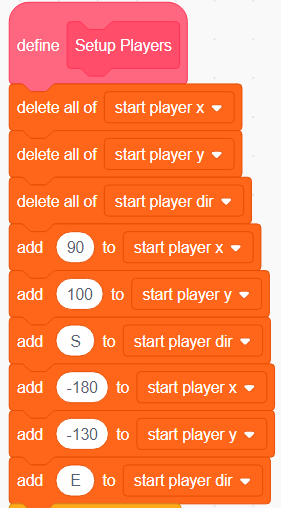 define Setup Players
delete all of start player x
delete all of start player y
delete all of start player dir
add 90 to start player x
add 100 to start player y
add S to start player dir
add -180 to start player x
add -130 to start player y
add E to start player dir